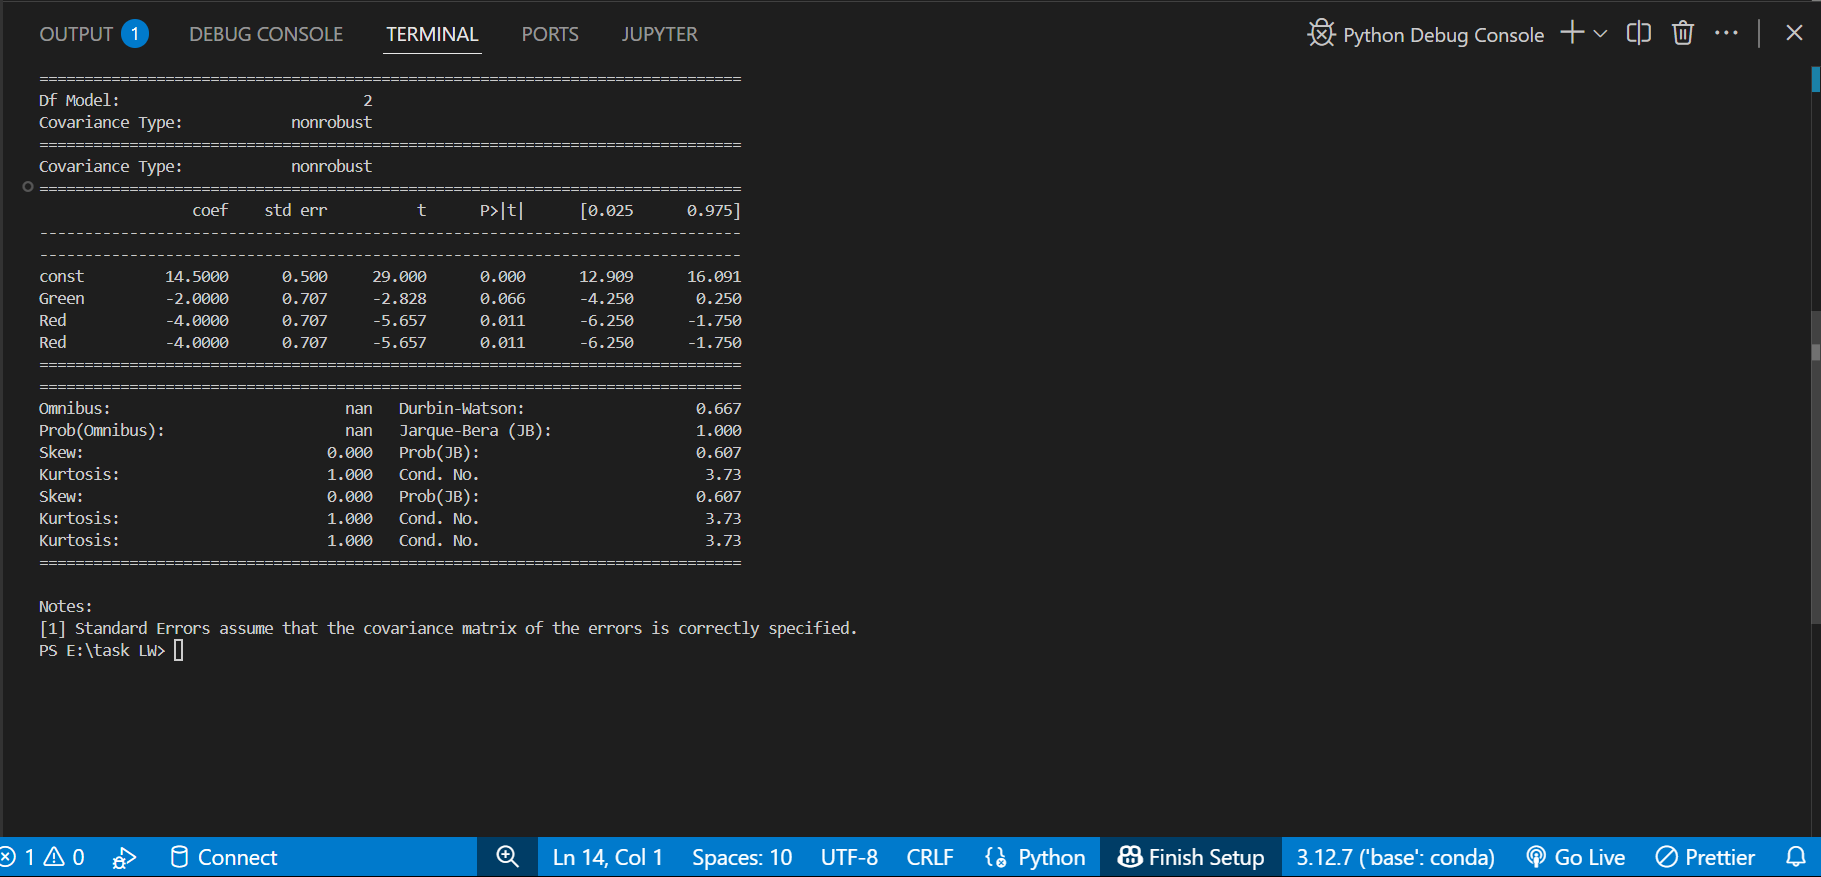 OUTPUT 1 DEBUG CONSOLE TERMINAL PORTS JUPYTER Python Debug Console
==============================================================================
Df Model: 2
Covariance Type: nonrobust
==============================================================================
Covariance Type: nonrobust
==============================================================================
coef std err t P>|t| [0.025 0.975]
------------------------------------------------------------------------------
------------------------------------------------------------------------------
const 14.5000 0.500 29.000 0.000 12.909 16.091
Green -2.0000 0.707 -2.828 0.066 -4.250 0.250
Red -4.0000 0.707 -5.657 0.011 -6.250 -1.750
Red -4.0000 0.707 -5.657 0.011 -6.250 -1.750
==============================================================================
==============================================================================
Omnibus: nan Durbin-Watson: 0.667
Prob(Omnibus): nan Jarque-Bera (JB): 1.000
Skew: 0.000 Prob(JB): 0.607
Kurtosis: 1.000 Cond. No. 3.73
Skew: 0.000 Prob(JB): 0.607
Kurtosis: 1.000 Cond. No. 3.73
Kurtosis: 1.000 Cond. No. 3.73
==============================================================================
Notes:
[1] Standard Errors assume that the covariance matrix of the errors is correctly specified.
PS E:\task LW>
1 0 Connect Ln 14, Col 1 Spaces: 10 UTF-8 CRLF Python Finish Setup 3.12.7 ('base': conda) Go Live Prettier